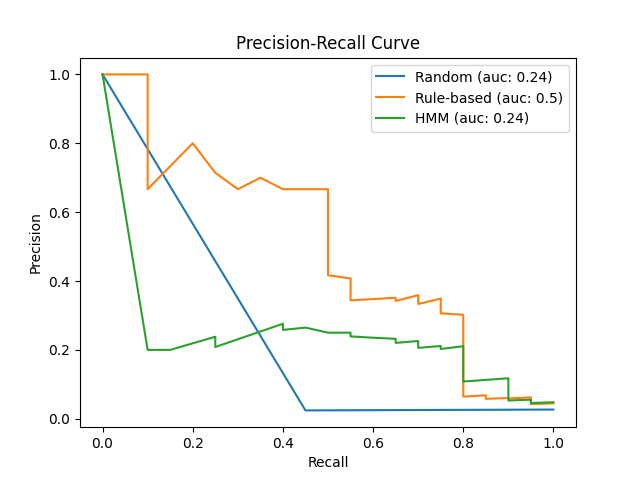 Precision-Recall Curve
Random (auc: 0.24)
Rule-based (auc: 0.5)
HMM (auc: 0.24)
Precision
1.0
0.8
0.6
0.4
0.2
0.0
0.0 0.2 0.4 0.6 0.8 1.0
Recall